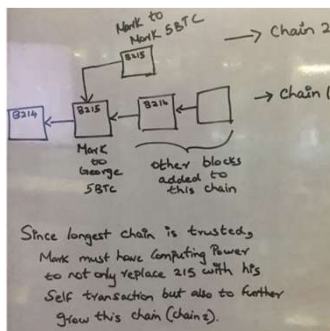 Mark to
Mark 5BTC
B215
→ Chain 2
B214
B215
B216
→ Chain 1
Mark
to
George
5BTC
other blocks
added to
this chain
Since longest chain is trusted,
Mark must have Computing Power
to not only replace 215 with his
Self transaction but also to further
grow this chain (chain 2).